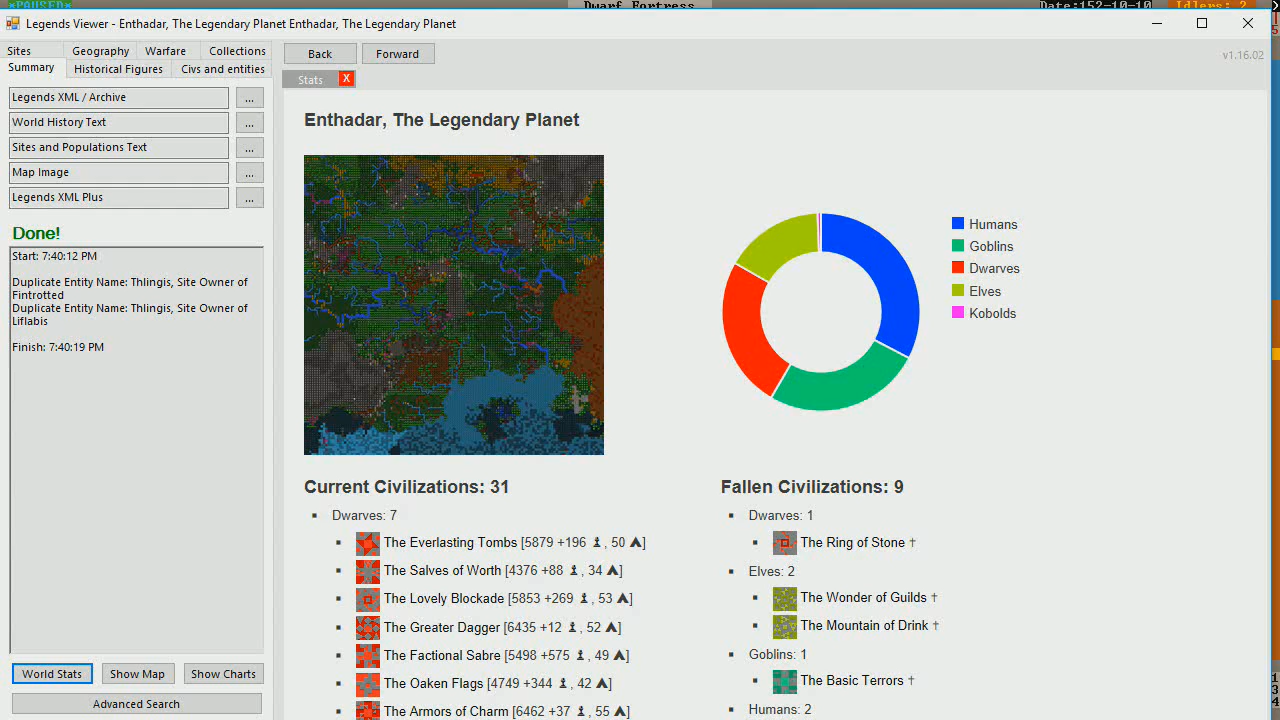 *PAUSED*
Dwarf Fortress
Date:152-10-10
Idlers: 2
Legends Viewer - Enthadar, The Legendary Planet Enthadar, The Legendary Planet
Sites Geography Warfare Collections
Summary Historical Figures Civs and entities
Back Forward
v1.16.02
Stats X
Legends XML / Archive ...
World History Text ...
Sites and Populations Text ...
Map Image ...
Legends XML Plus ...
Done!
Start: 7:40:12 PM
Duplicate Entity Name: Thlingis, Site Owner of
Fintrotted
Duplicate Entity Name: Thlingis, Site Owner of
Liflabis
Finish: 7:40:19 PM
World Stats Show Map Show Charts
Advanced Search
Enthadar, The Legendary Planet
Humans
Goblins
Dwarves
Elves
Kobolds
Current Civilizations: 31
Dwarves: 7
The Everlasting Tombs [5879 +196 , 50 ]
The Salves of Worth [4376 +88 , 34 ]
The Lovely Blockade [5853 +269 , 53 ]
The Greater Dagger [6435 +12 , 52 ]
The Factional Sabre [5498 +575 , 49 ]
The Oaken Flags [4749 +344 , 42 ]
The Armors of Charm [6462 +37 , 55 ]
Fallen Civilizations: 9
Dwarves: 1
The Ring of Stone †
Elves: 2
The Wonder of Guilds †
The Mountain of Drink †
Goblins: 1
The Basic Terrors †
Humans: 2